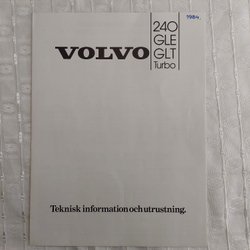 1984.
240
GLE
GLT
Turbo
VOLVO
Teknisk information och utrustning.